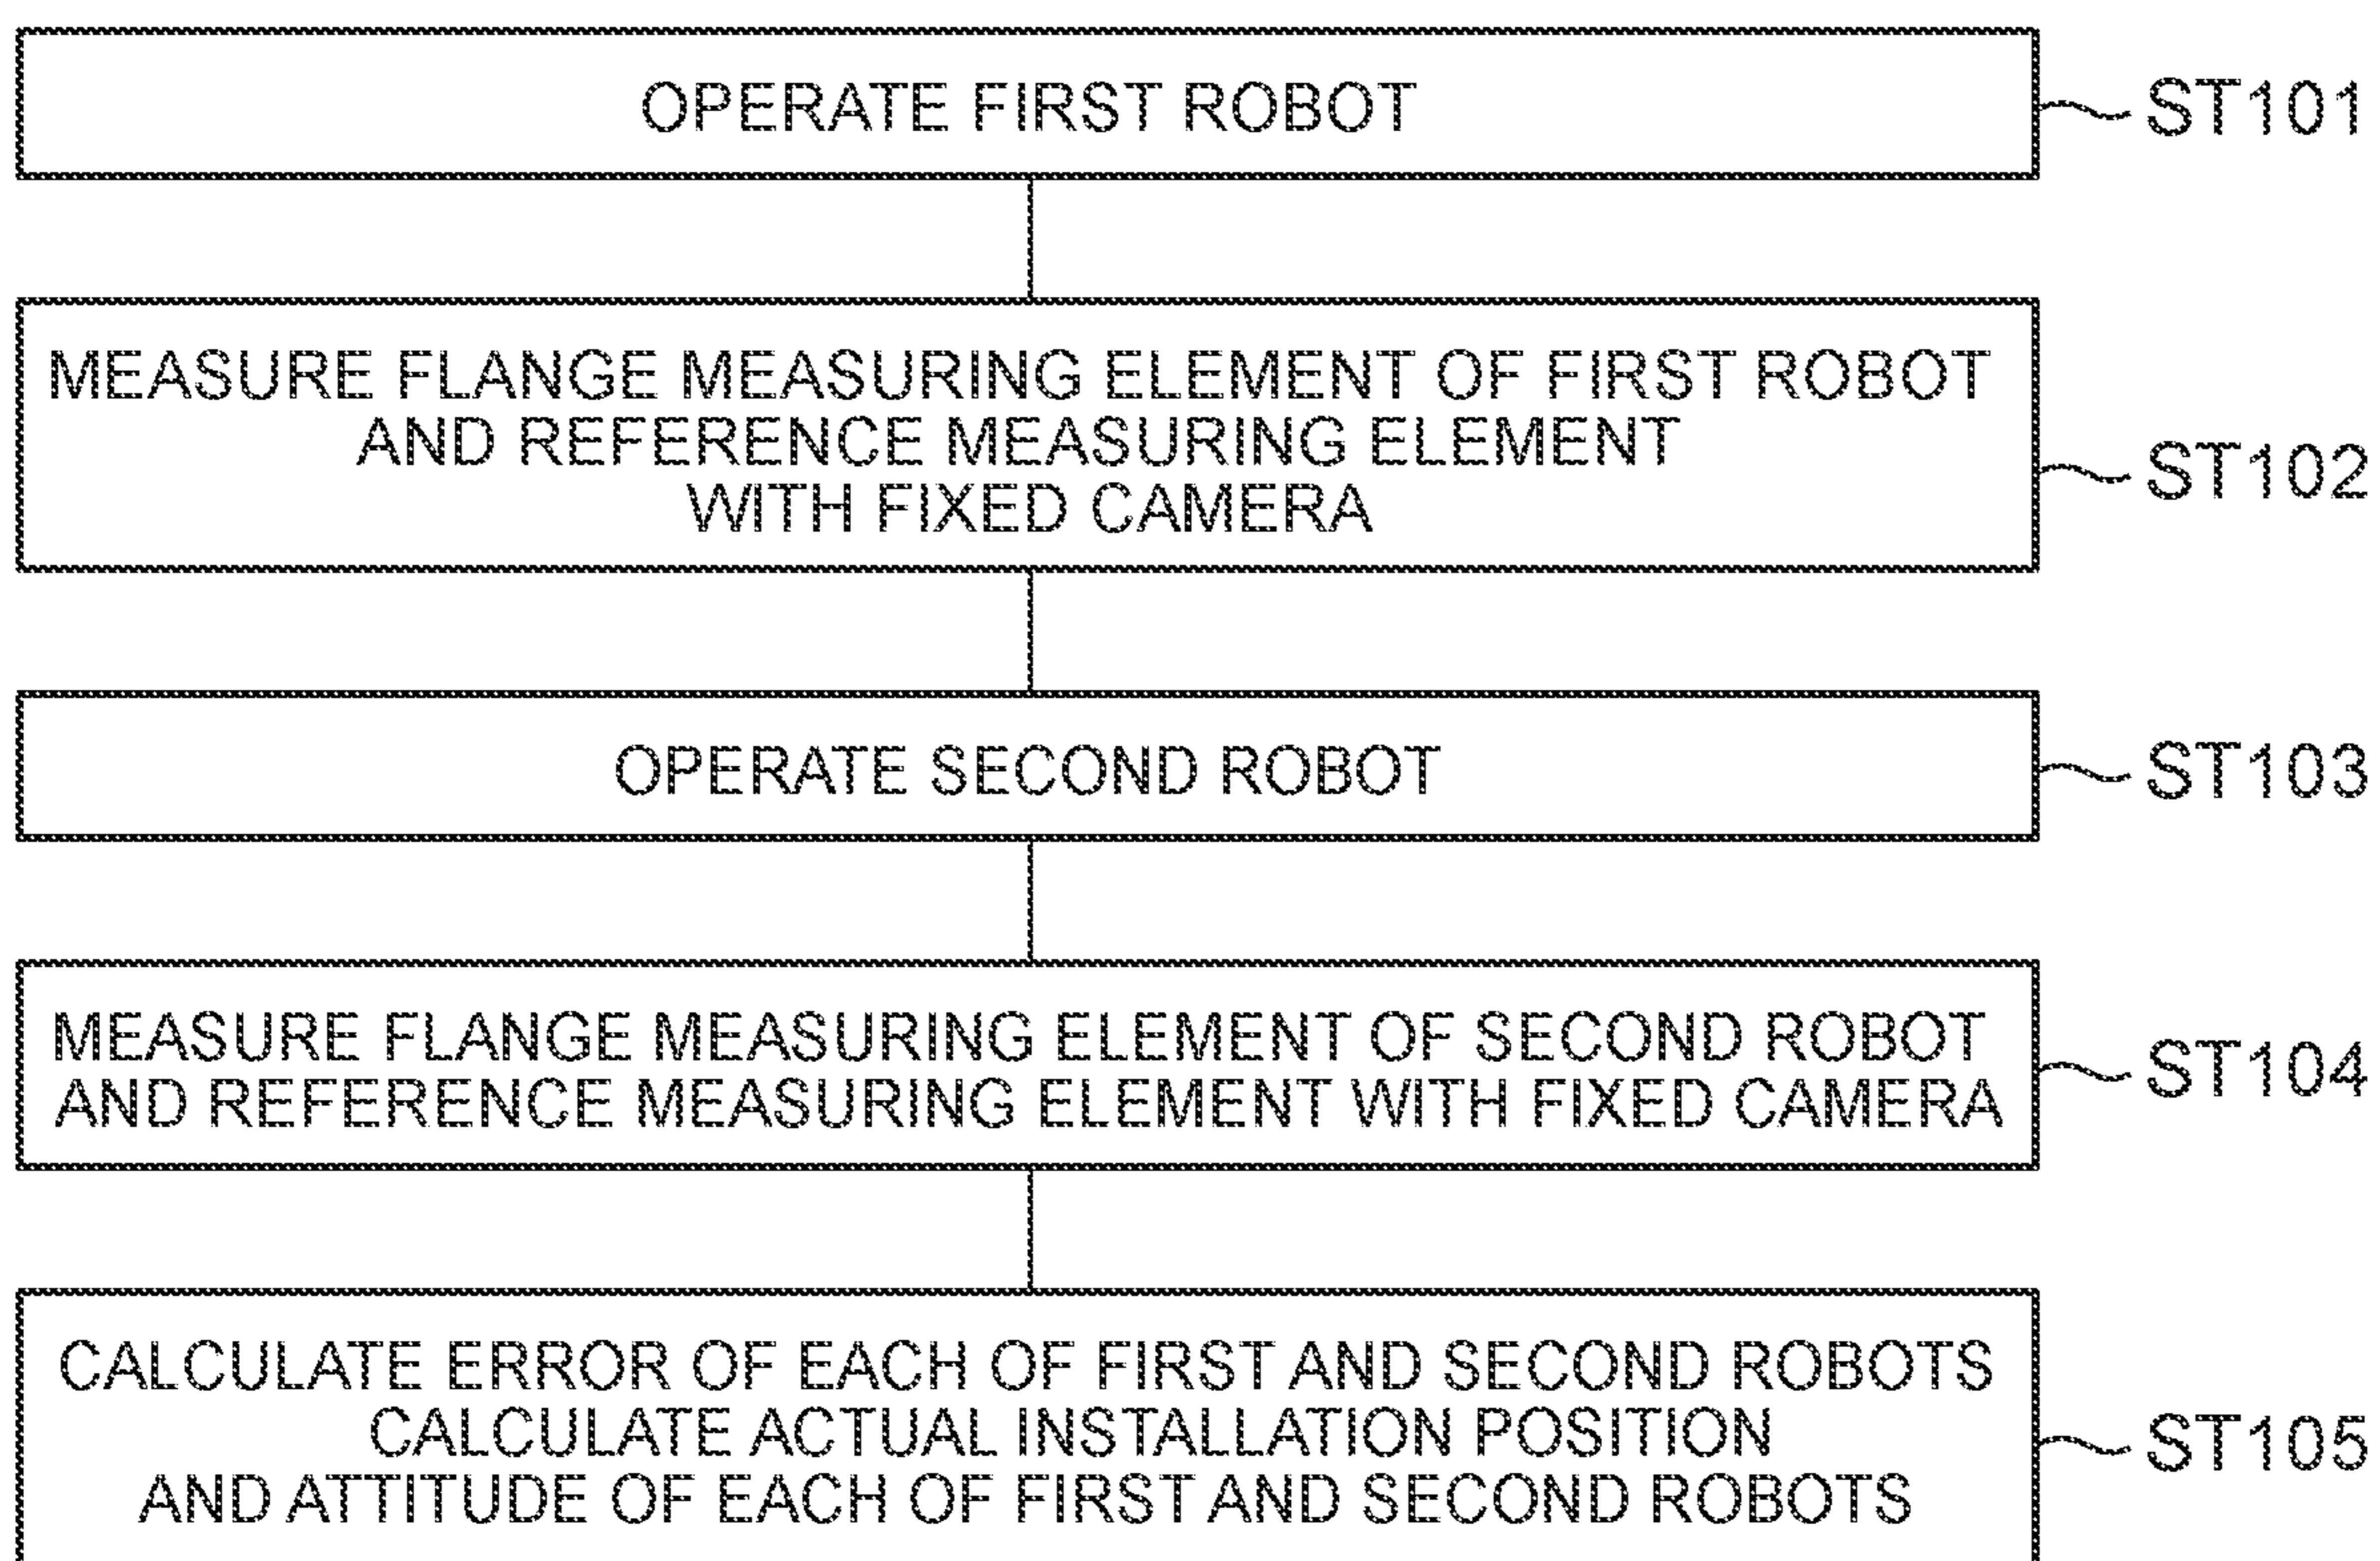 OPERATE FIRST ROBOT
ST101
MEASURE FLANGE MEASURING ELEMENT OF FIRST ROBOT
AND REFERENCE MEASURING ELEMENT
WITH FIXED CAMERA
ST102
OPERATE SECOND ROBOT
ST103
MEASURE FLANGE MEASURING ELEMENT OF SECOND ROBOT
AND REFERENCE MEASURING ELEMENT WITH FIXED CAMERA
ST104
CALCULATE ERROR OF EACH OF FIRST AND SECOND ROBOTS
CALCULATE ACTUAL INSTALLATION POSITION
AND ATTITUDE OF EACH OF FIRST AND SECOND ROBOTS
ST105